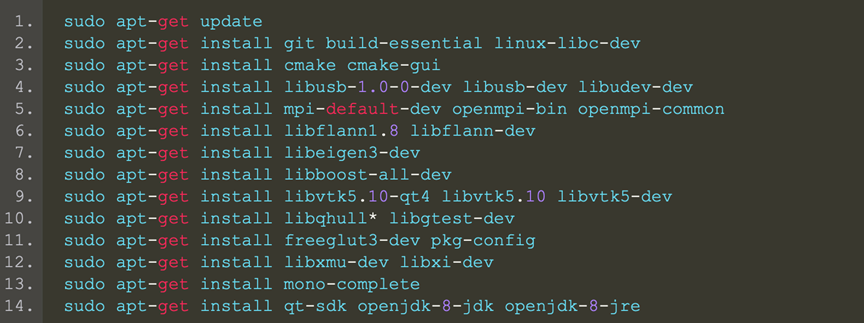 1. sudo apt-get update
2. sudo apt-get install git build-essential linux-libc-dev
3. sudo apt-get install cmake cmake-gui
4. sudo apt-get install libusb-1.0-0-dev libusb-dev libudev-dev
5. sudo apt-get install mpi-default-dev openmpi-bin openmpi-common
6. sudo apt-get install libflann1.8 libflann-dev
7. sudo apt-get install libeigen3-dev
8. sudo apt-get install libboost-all-dev
9. sudo apt-get install libvtk5.10-qt4 libvtk5.10 libvtk5-dev
10. sudo apt-get install libqhull* libgtest-dev
11. sudo apt-get install freeglut3-dev pkg-config
12. sudo apt-get install libxmu-dev libxi-dev
13. sudo apt-get install mono-complete
14. sudo apt-get install qt-sdk openjdk-8-jdk openjdk-8-jre